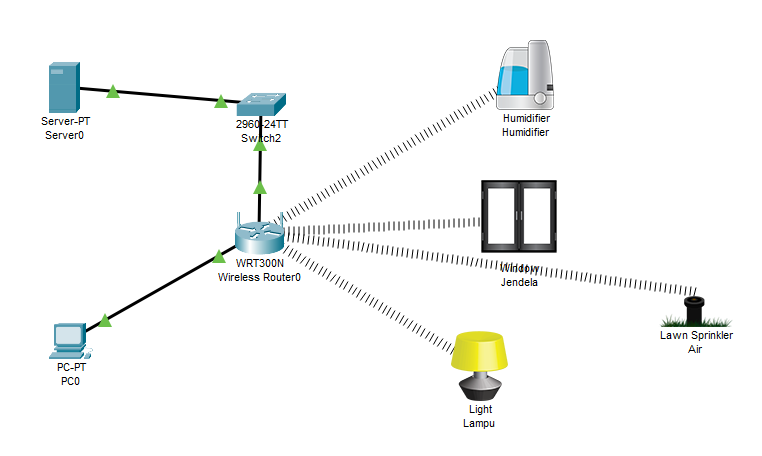 Server-PT
Server0
2960-24TT
Switch2
Humidifier
Humidifier
WRT300N
Wireless Router0
Window
Jendela
Lawn Sprinkler
Air
PC-PT
PC0
Light
Lampu